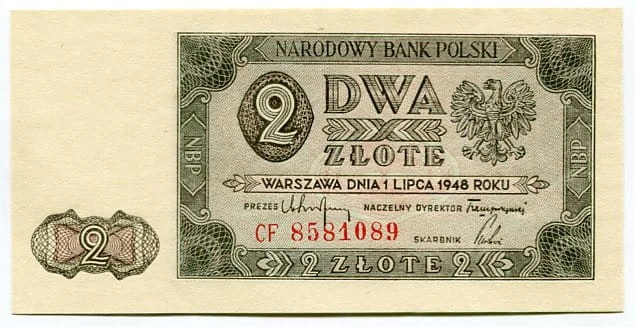 NARODOWY BANK POLSKI
2 DWA
ZŁOTE
NBP
NBP
WARSZAWA DNIA 1 LIPCA 1948 ROKU
PREZES NACZELNY DYREKTOR
CF 8581089
SKARBNIK
2 ZŁOTE 2
2